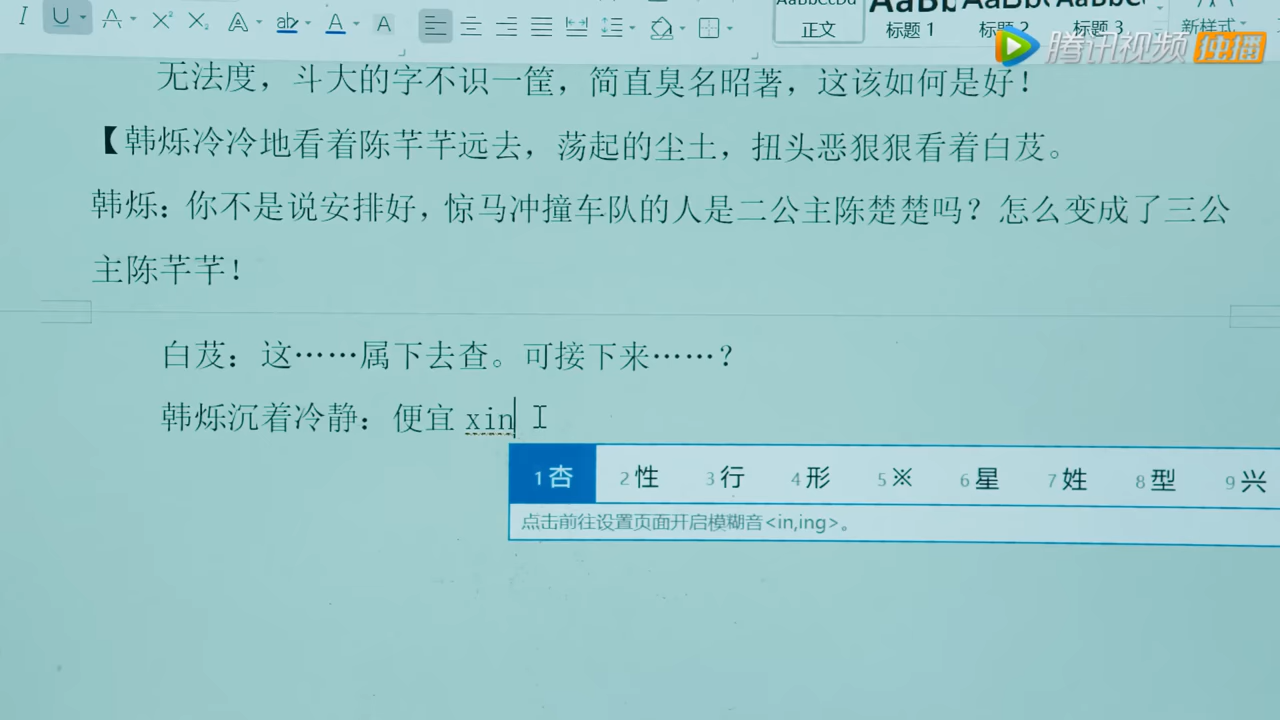 AaBbCcDd AaBb AaBb AaBbC
正文 标题 1 标题 2 标题 3 新样式
腾讯视频 独播
无法度，斗大的字不识一筐，简直臭名昭著，这该如何是好！
【韩烁冷冷地看着陈芊芊远去，荡起的尘土，扭头恶狠狠看着白芨。
韩烁：你不是说安排好，惊马冲撞车队的人是二公主陈楚楚吗？怎么变成了三公
主陈芊芊！
白芨：这……属下去查。可接下来……？
韩烁沉着冷静：便宜 xin
1 杏 2 性 3 行 4 形 5 ※ 6 星 7 姓 8 型 9 兴
点击前往设置页面开启模糊音<in,ing>。